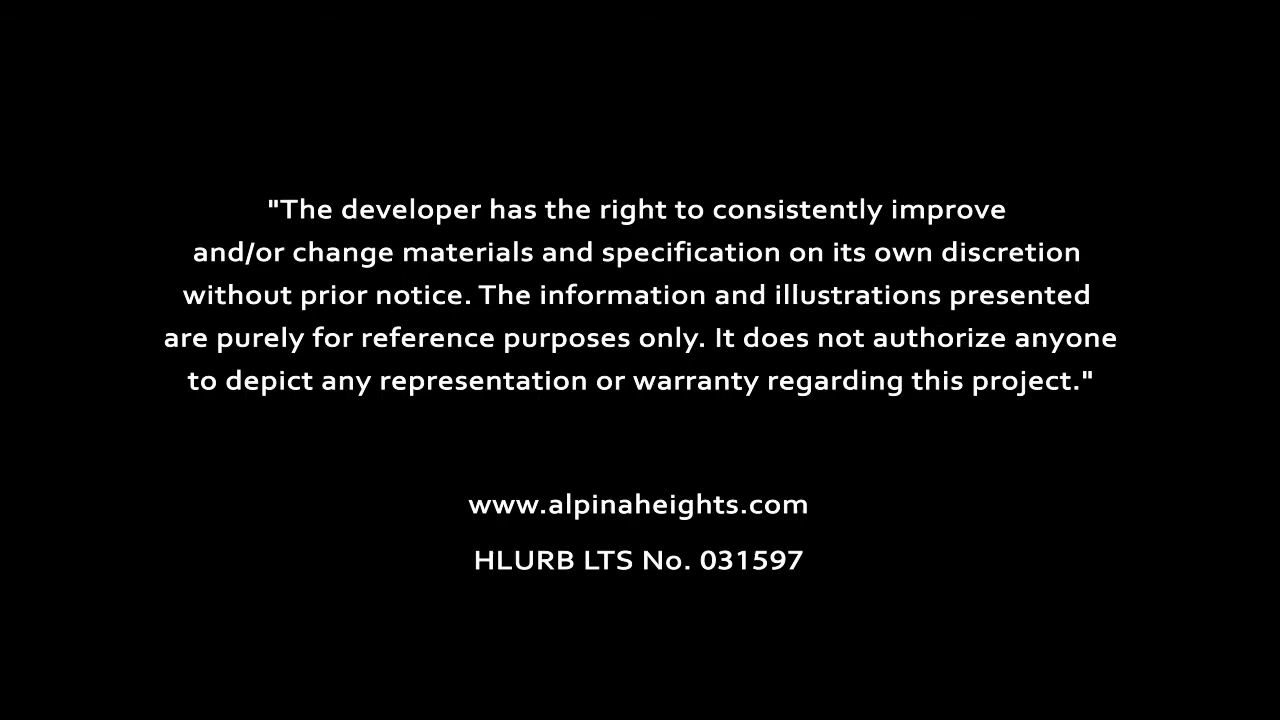 "The developer has the right to consistently improve
and/or change materials and specification on its own discretion
without prior notice. The information and illustrations presented
are purely for reference purposes only. It does not authorize anyone
to depict any representation or warranty regarding this project."
www.alpinaheights.com
HLURB LTS No. 031597